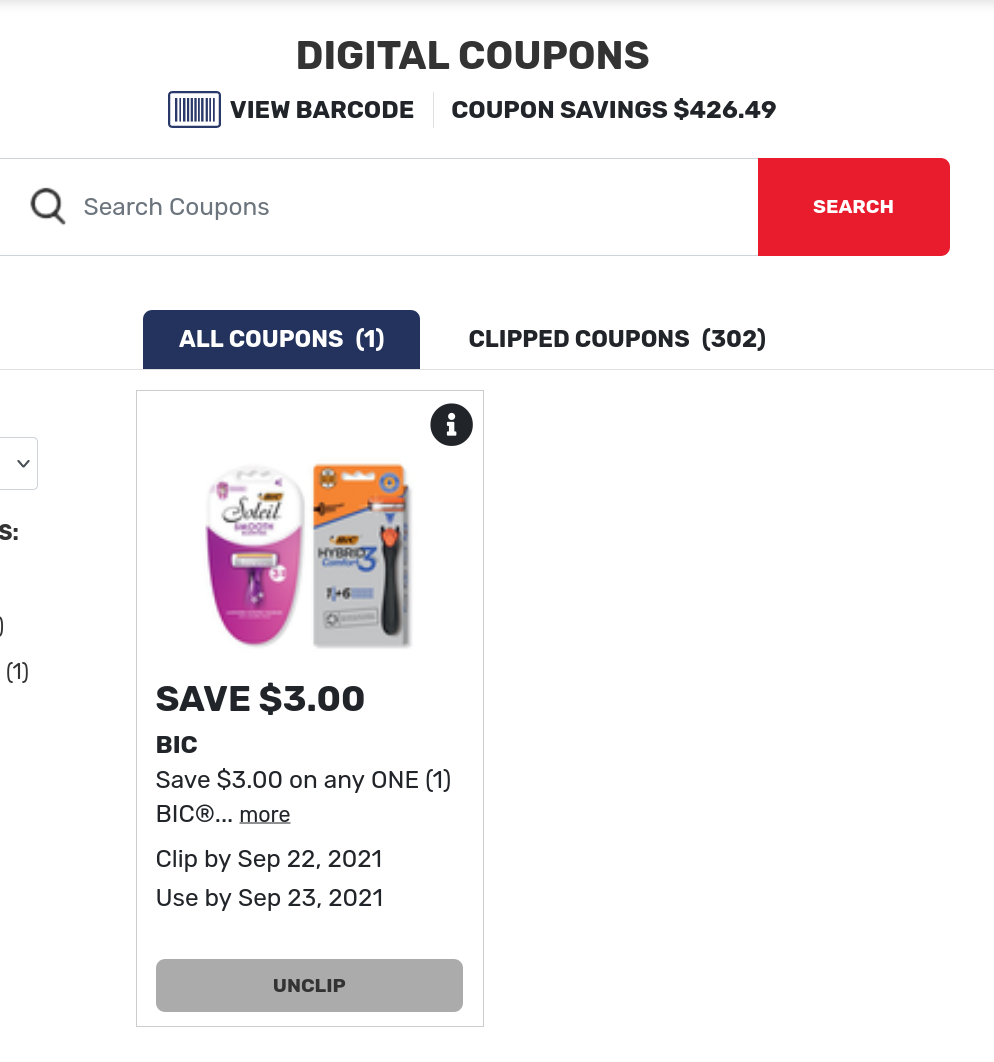 DIGITAL COUPONS
VIEW BARCODE
COUPON SAVINGS $426.49
Search Coupons
SEARCH
ALL COUPONS (1)
CLIPPED COUPONS (302)
S:
)
(1)
BIC
Soleil
SMOOTH
BIC
HYBRID 3
Comfort
1+6
SAVE $3.00
BIC
Save $3.00 on any ONE (1)
BIC®... more
Clip by Sep 22, 2021
Use by Sep 23, 2021
UNCLIP